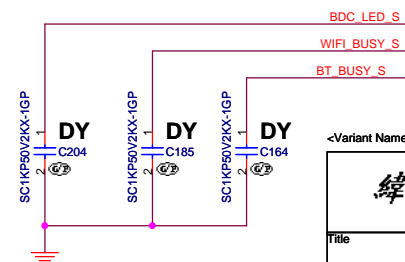 BDC_LED_S
WIFI_BUSY_S
BT_BUSY_S
SC1KP50V2KX-1GP
1
2
DY
C204
G/P
SC1KP50V2KX-1GP
1
2
DY
C185
G/P
SC1KP50V2KX-1GP
1
2
DY
C164
G/P
<Variant Name
緯
Title